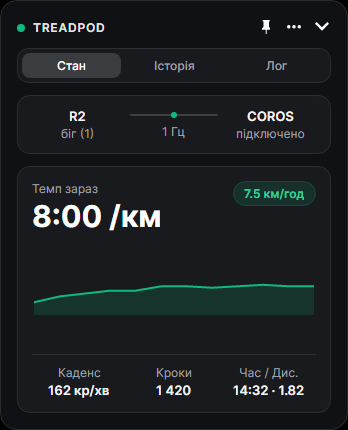 TREADPOD
Стан Історія Лог
R2 COROS
біг (1) 1 Гц підключено
Темп зараз
7.5 км/год
8:00 /км
Каденс Кроки Час / Дис.
162 кр/хв 1 420 14:32 · 1.82